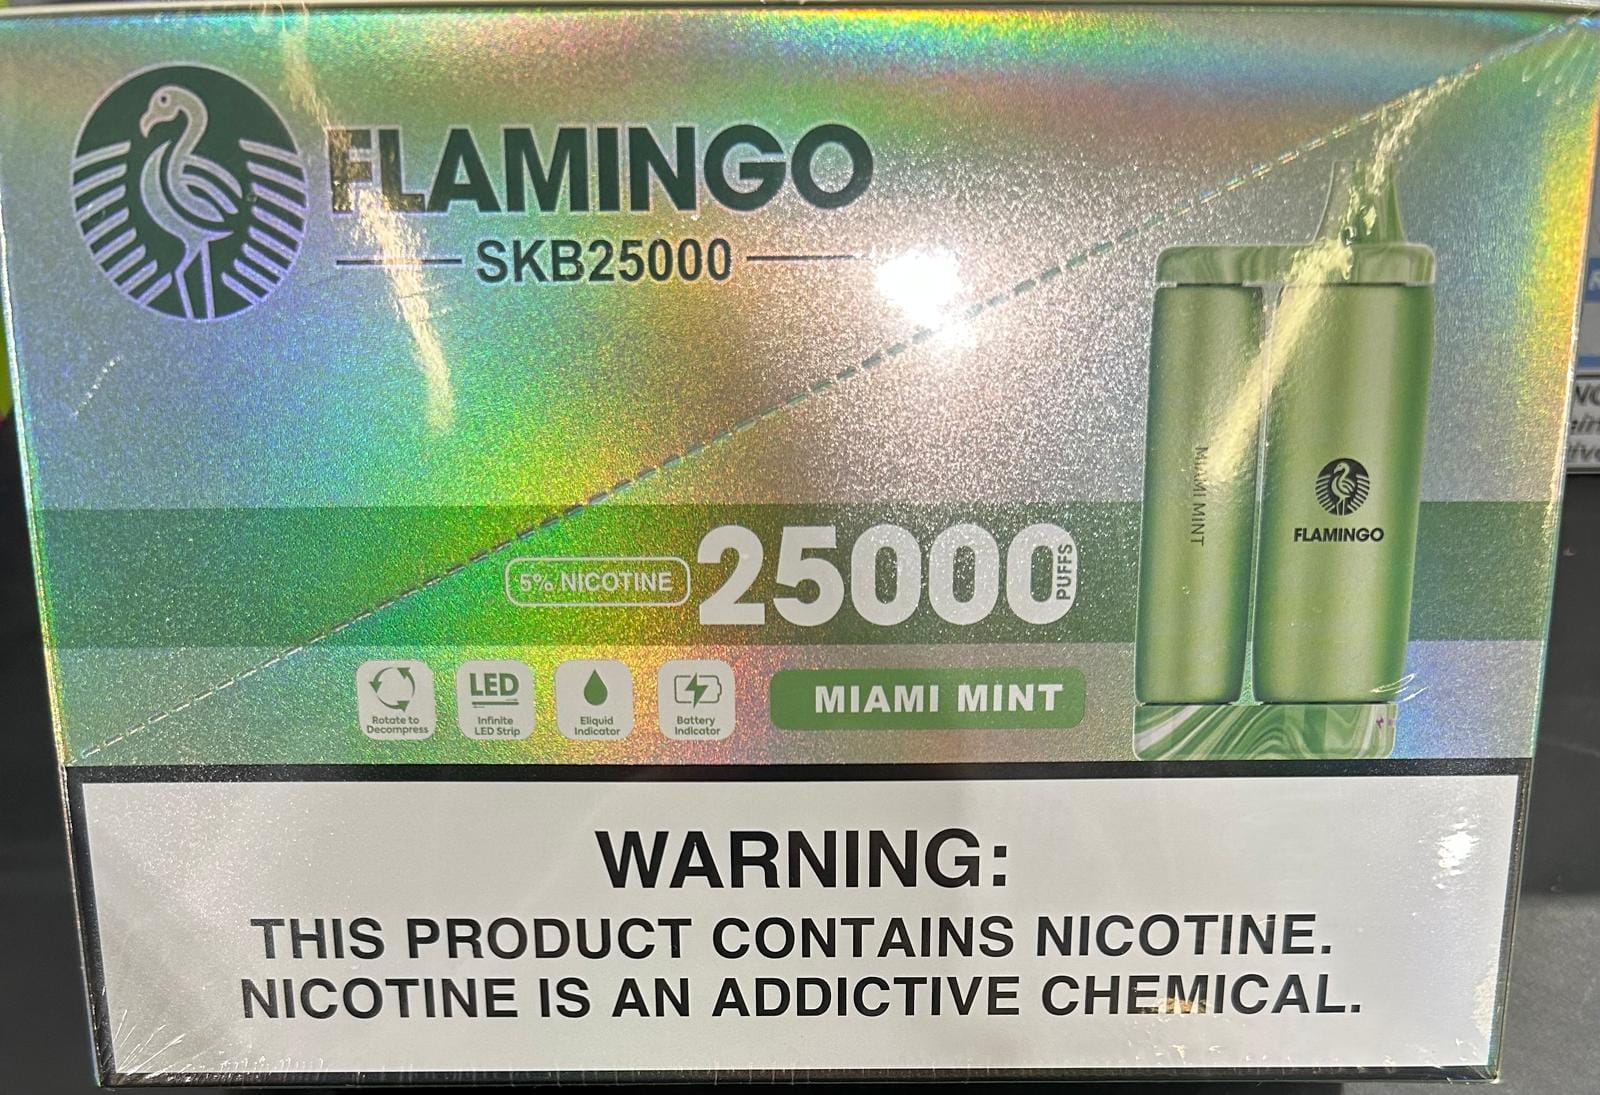 FLAMINGO
SKB25000
MIAMI MINT
FLAMINGO
5% NICOTINE
25000
PUFFS
Rotate to
Decompress
LED
Infinite
LED Strip
Eliquid
Indicator
Battery
Indicator
MIAMI MINT
WARNING:
THIS PRODUCT CONTAINS NICOTINE.
NICOTINE IS AN ADDICTIVE CHEMICAL.